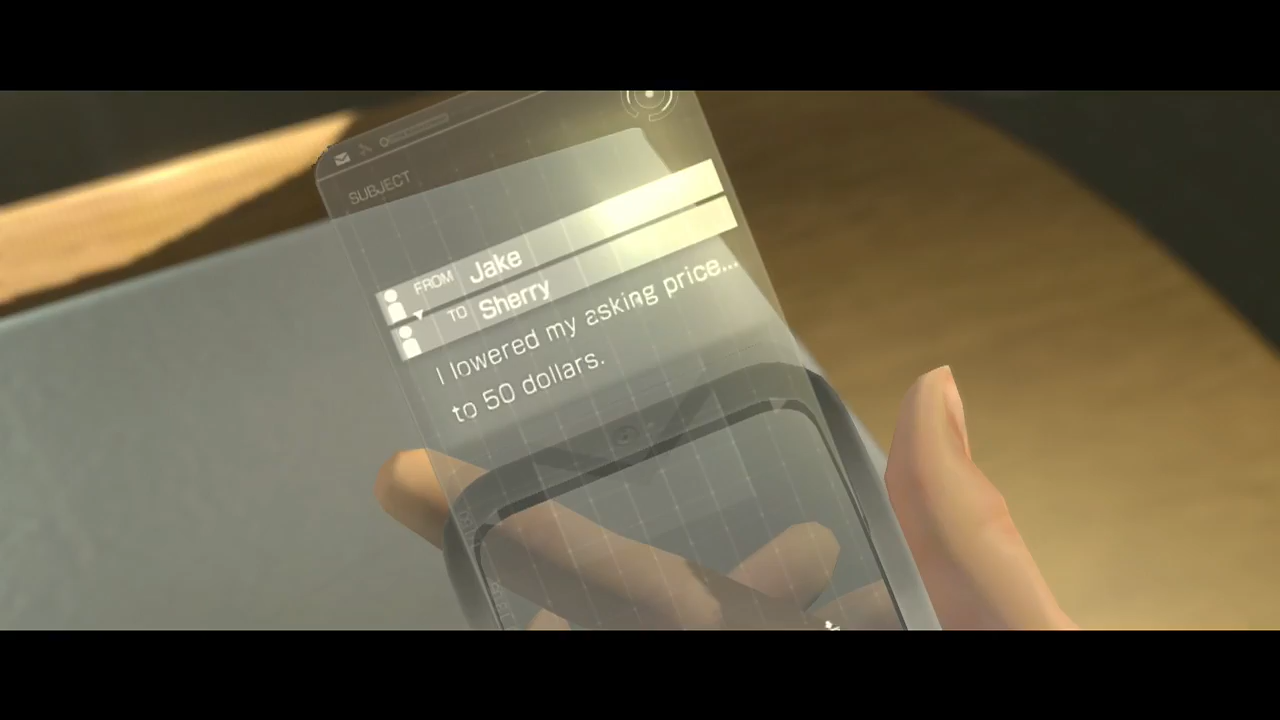 SUBJECT
FROM Jake
TO Sherry
I lowered my asking price...
to 50 dollars.